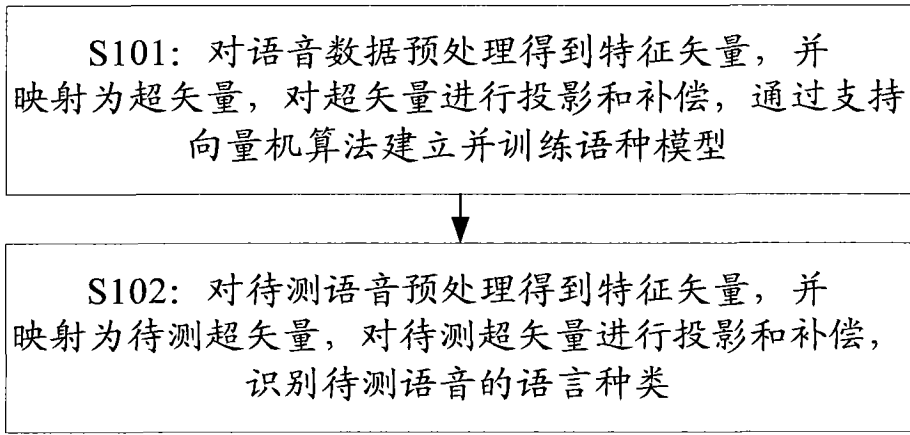 S101：对语音数据预处理得到特征矢量，并
映射为超矢量，对超矢量进行投影和补偿，通过支持
向量机算法建立并训练语种模型
S102：对待测语音预处理得到特征矢量，并
映射为待测超矢量，对待测超矢量进行投影和补偿，
识别待测语音的语言种类